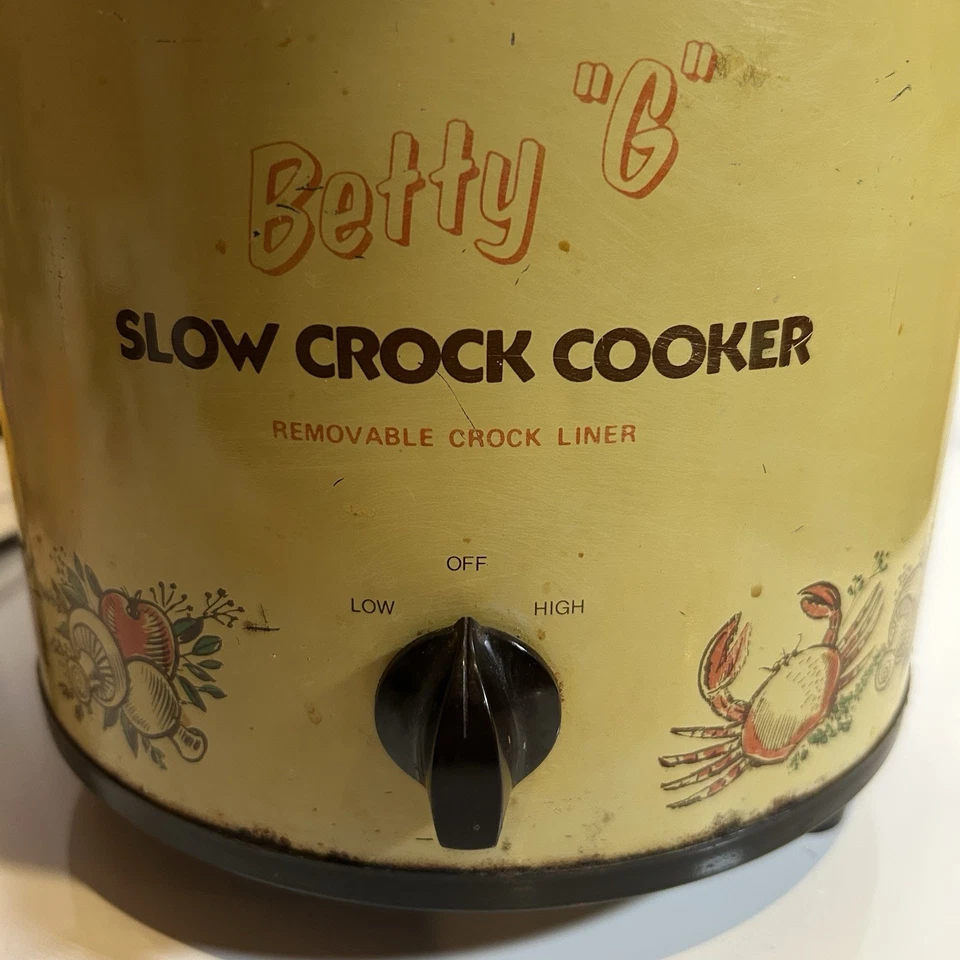 Betty "G"
SLOW CROCK COOKER
REMOVABLE CROCK LINER
OFF
LOW HIGH